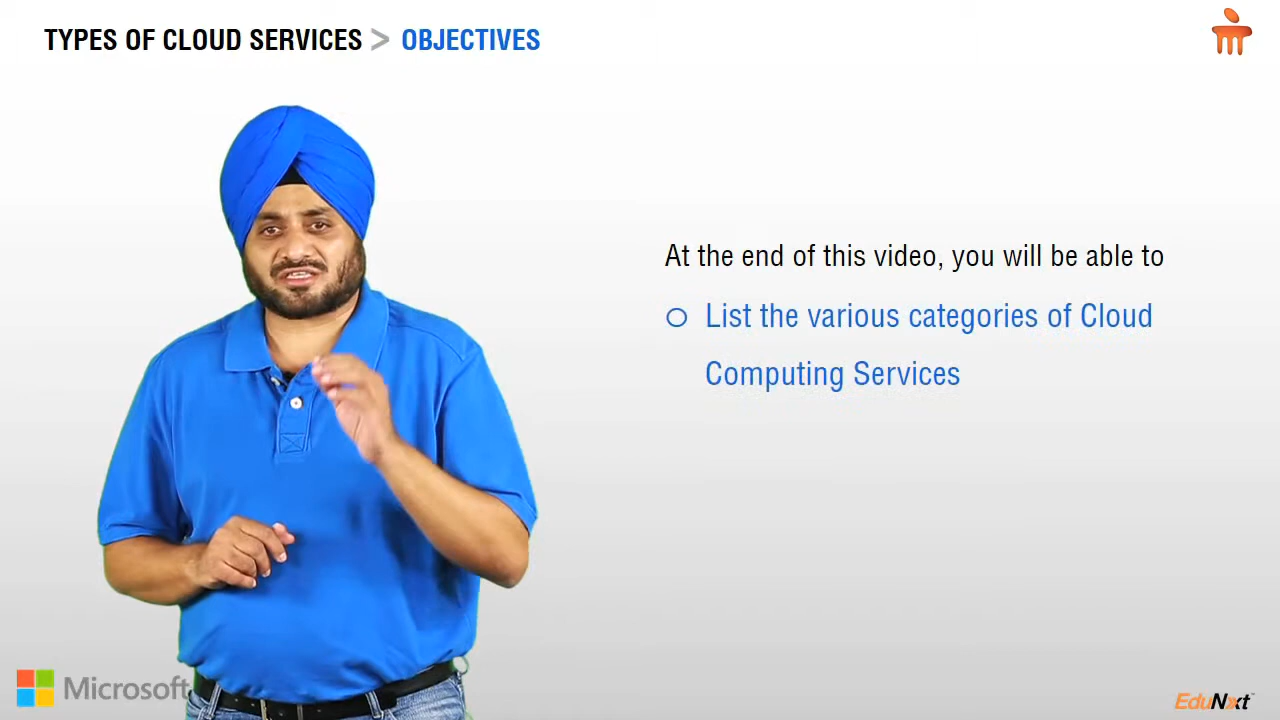 TYPES OF CLOUD SERVICES > OBJECTIVES
At the end of this video, you will be able to
List the various categories of Cloud
Computing Services
Microsoft
EduNxt